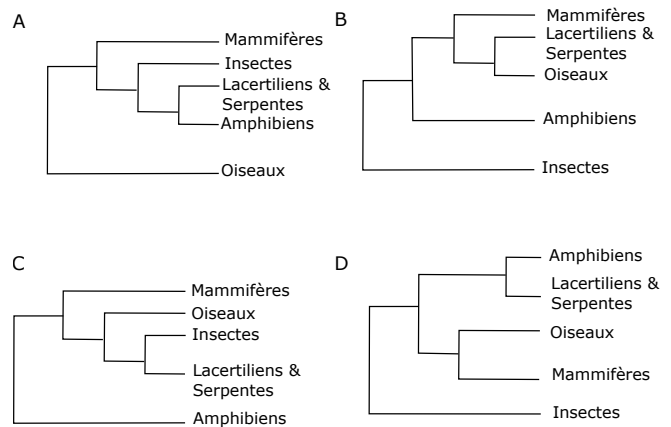 A
Mammifères
Insectes
Lacertiliens &
Serpentes
Amphibiens
Oiseaux
B
Mammifères
Lacertiliens &
Serpentes
Oiseaux
Amphibiens
Insectes
C
Mammifères
Oiseaux
Insectes
Lacertiliens &
Serpentes
Amphibiens
D
Amphibiens
Lacertiliens &
Serpentes
Oiseaux
Mammifères
Insectes